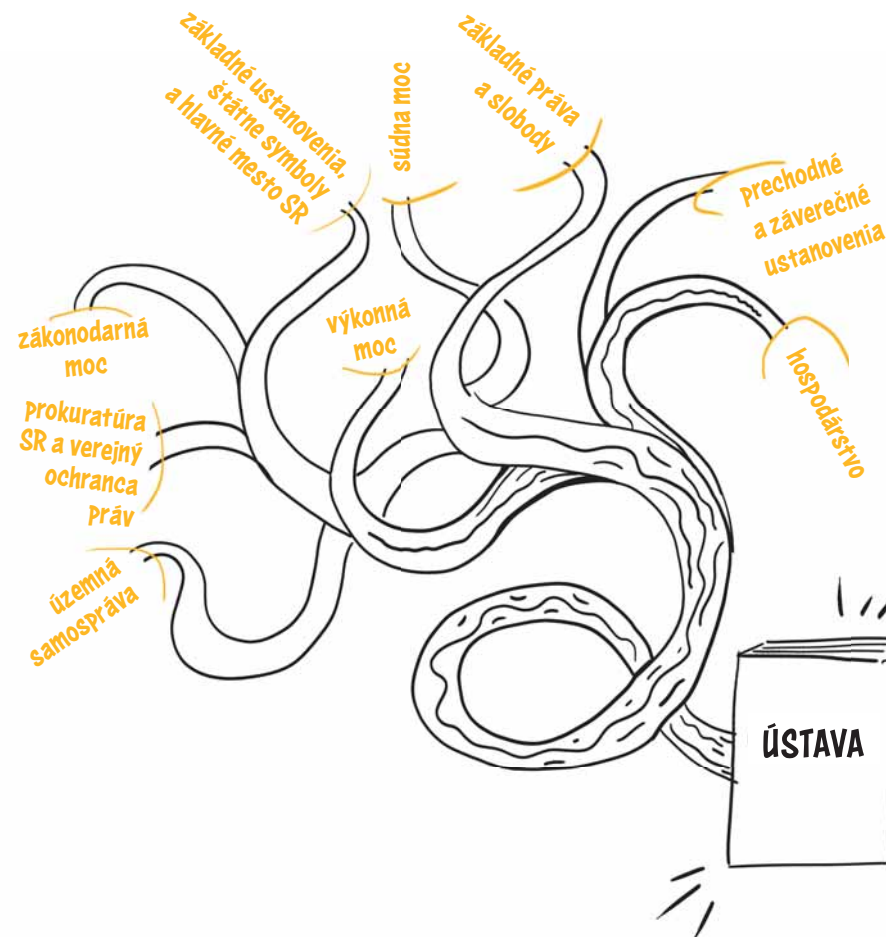 základné ustanovenia,
štátne symboly
a hlavné mesto SR
súdna moc
základné práva
a slobody
prechodné
a záverečné
ustanovenia
zákonodarná
moc
výkonná
moc
hospodárstvo
prokuratúra
SR a verejný
ochranca
práv
územná
samospráva
ÚSTAVA